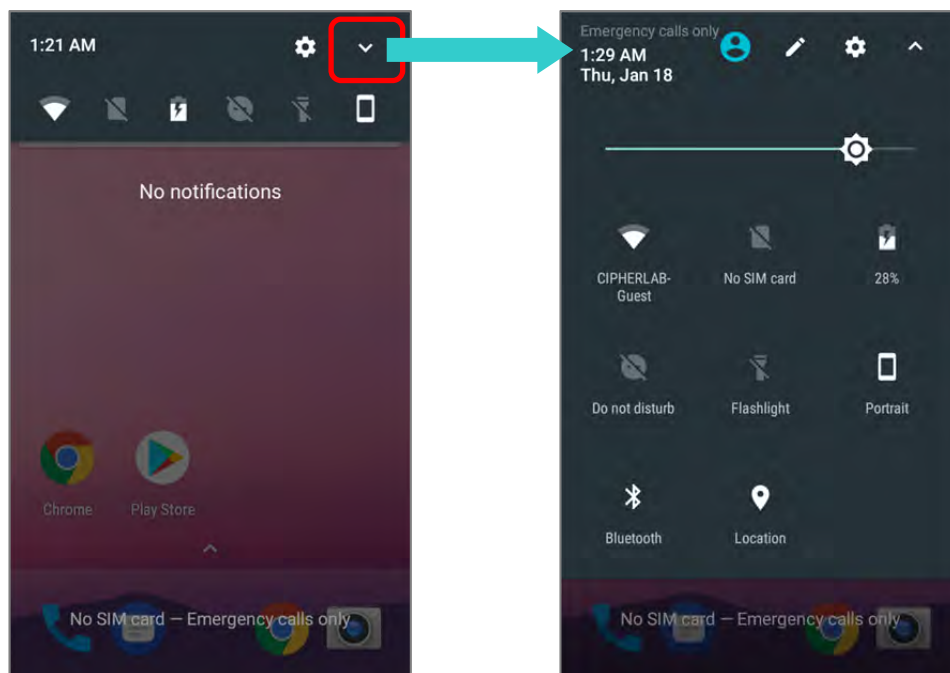 1:21 AM
No notifications
Chrome Play Store
No SIM card — Emergency calls only
Emergency calls only
1:29 AM
Thu, Jan 18
CIPHERLAB-
Guest
No SIM card
28%
Do not disturb
Flashlight
Portrait
Bluetooth
Location
No SIM card — Emergency calls only